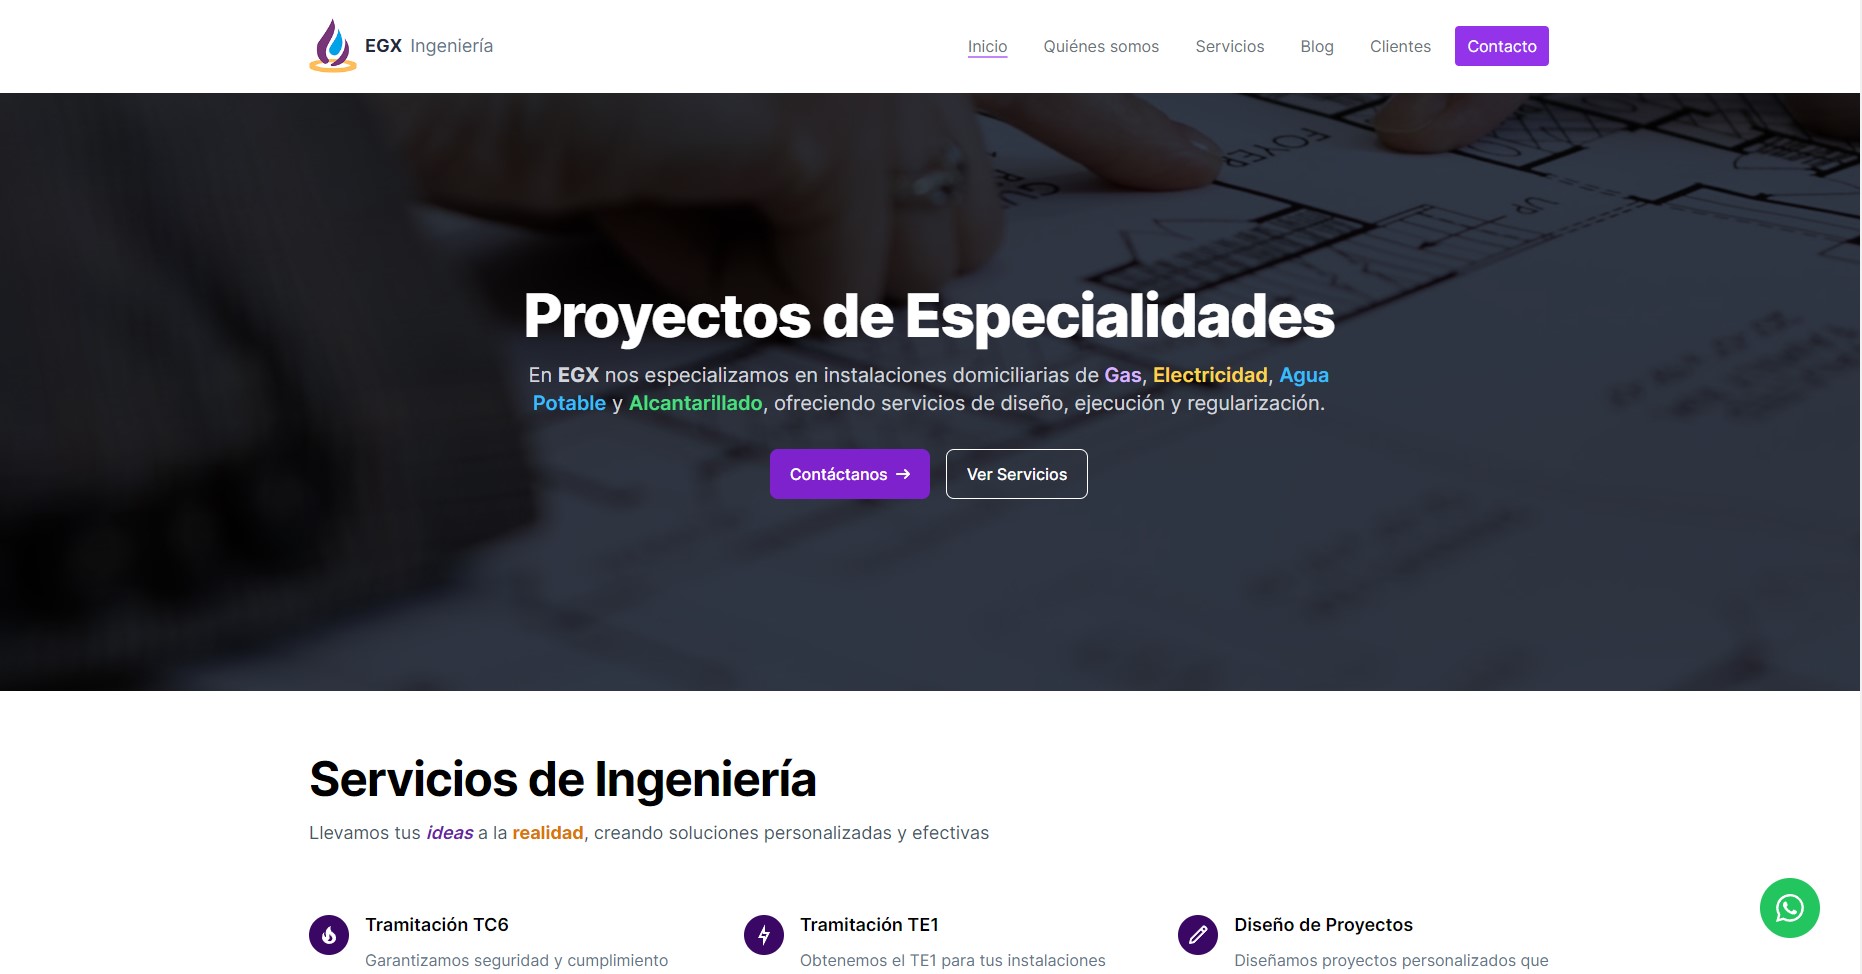 EGX Ingeniería
Inicio
Quiénes somos
Servicios
Blog
Clientes
Contacto
FOYER
UP
Proyectos de Especialidades
En EGX nos especializamos en instalaciones domiciliarias de Gas, Electricidad, Agua
Potable y Alcantarillado, ofreciendo servicios de diseño, ejecución y regularización.
Contáctanos →
Ver Servicios
Servicios de Ingeniería
Llevamos tus ideas a la realidad, creando soluciones personalizadas y efectivas
Tramitación TC6
Garantizamos seguridad y cumplimiento
Tramitación TE1
Obtenemos el TE1 para tus instalaciones
Diseño de Proyectos
Diseñamos proyectos personalizados que